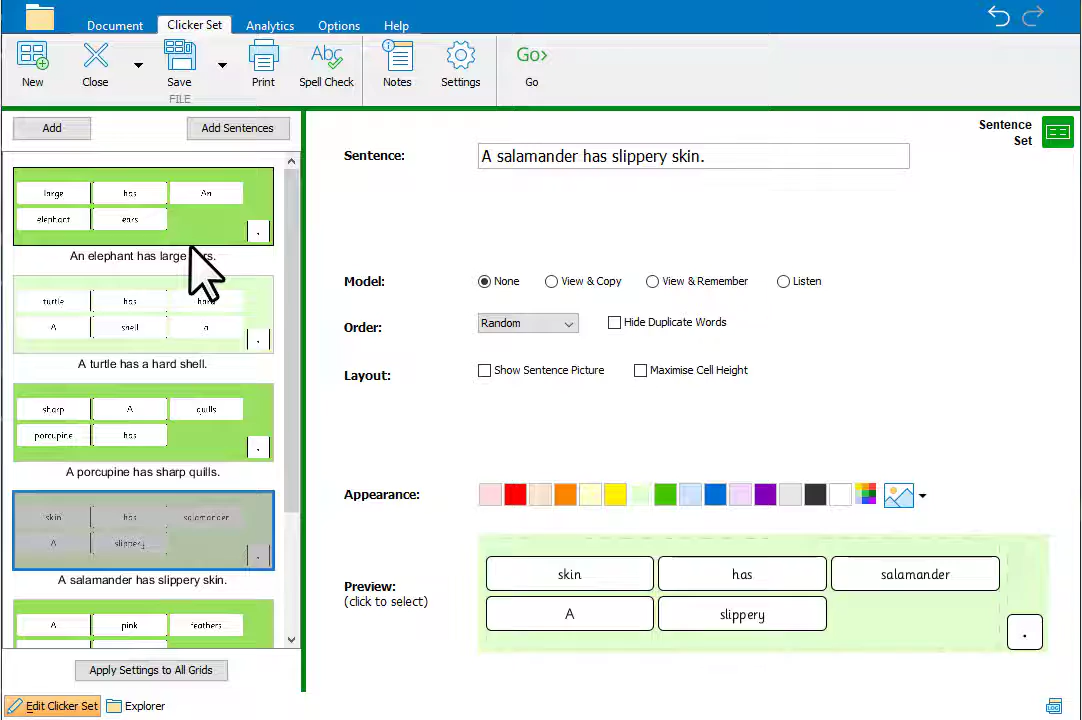 Document Clicker Set Analytics Options Help
New Close Save Print Spell Check Notes Settings Go> Go
Abc
FILE
Add Add Sentences
large has An
elephant ears
.
An elephant has large ears.
turtle has hard
A shell a
.
A turtle has a hard shell.
sharp A quills
porcupine has
.
A porcupine has sharp quills.
skin has salamander
A slippery
.
A salamander has slippery skin.
A pink feathers
Apply Settings to All Grids
Edit Clicker Set Explorer
Sentence Set
Sentence: A salamander has slippery skin.
Model: None View & Copy View & Remember Listen
Order: Random Hide Duplicate Words
Layout: Show Sentence Picture Maximise Cell Height
Appearance:
Preview:
(click to select)
skin has salamander
A slippery
.